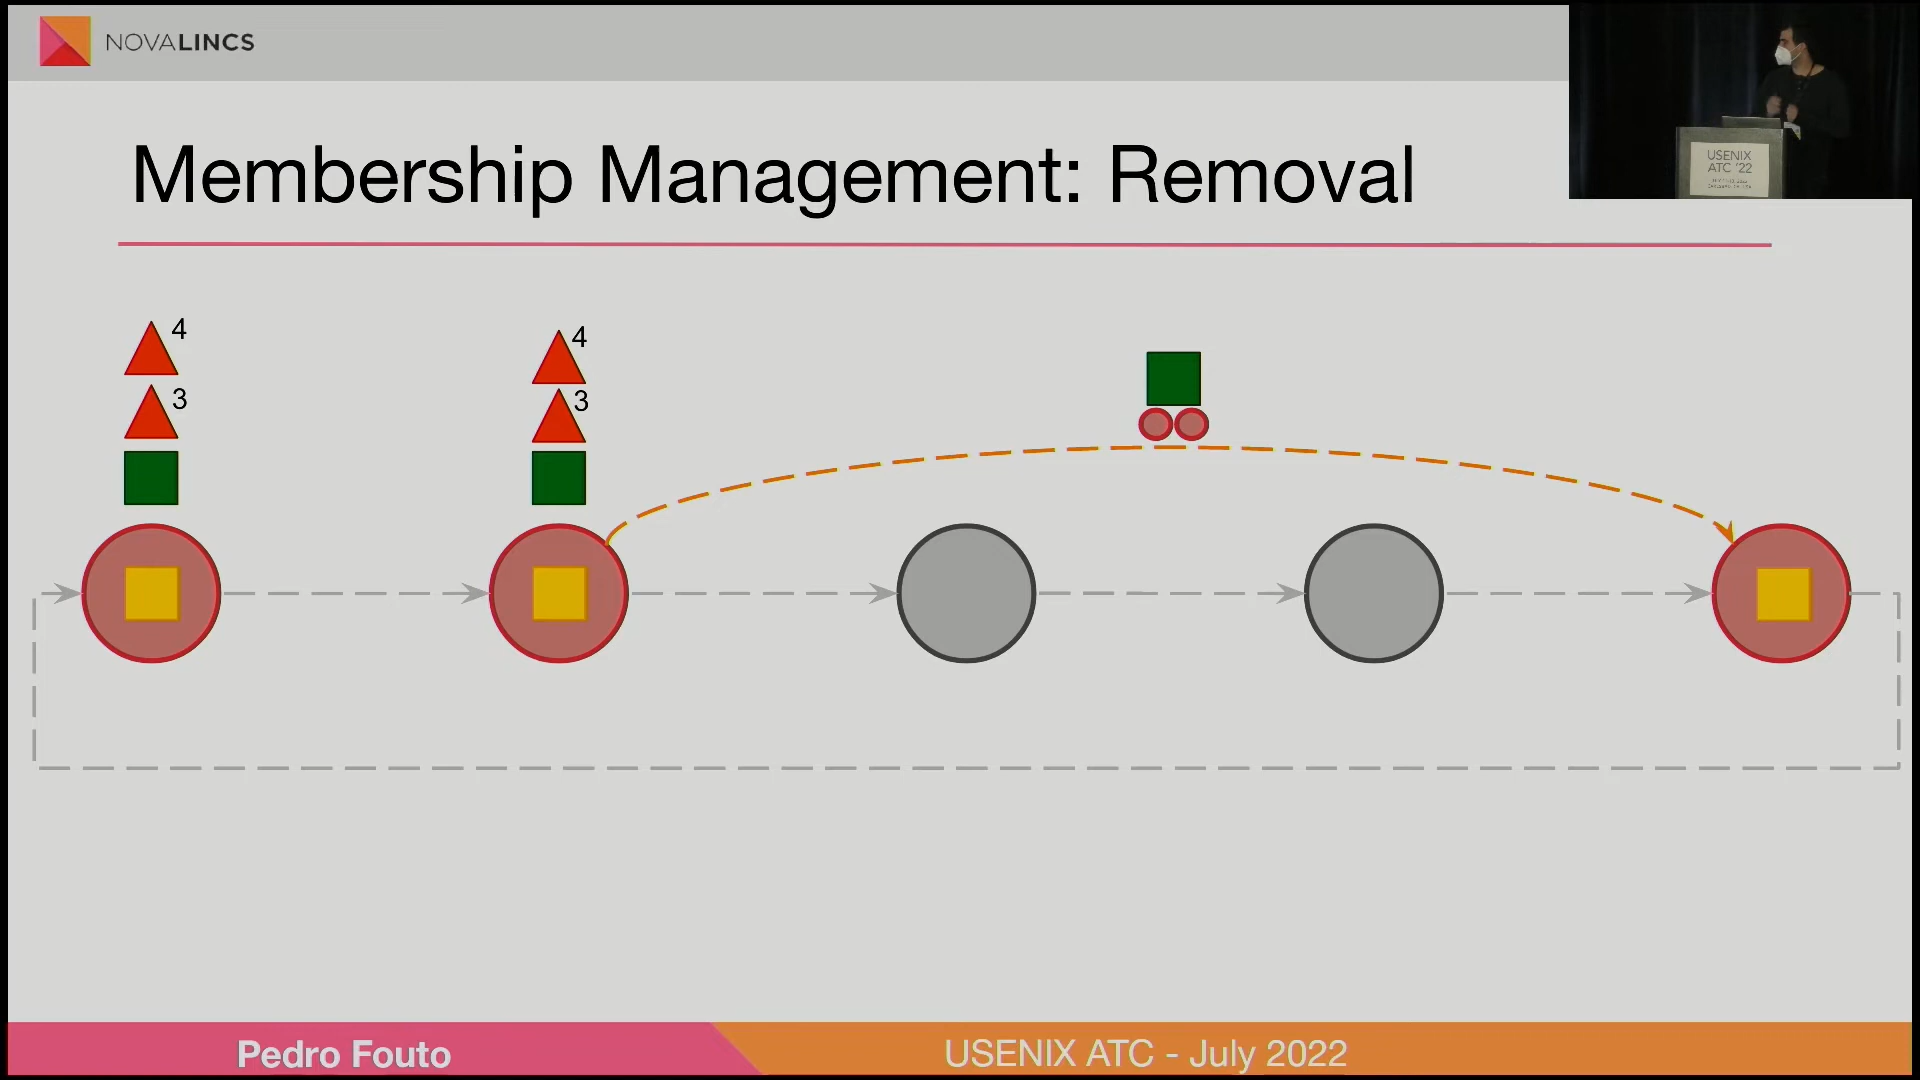 NOVALINCS
USENIX
ATC '22
Membership Management: Removal
4
4
3
3
Pedro Fouto
USENIX ATC - July 2022